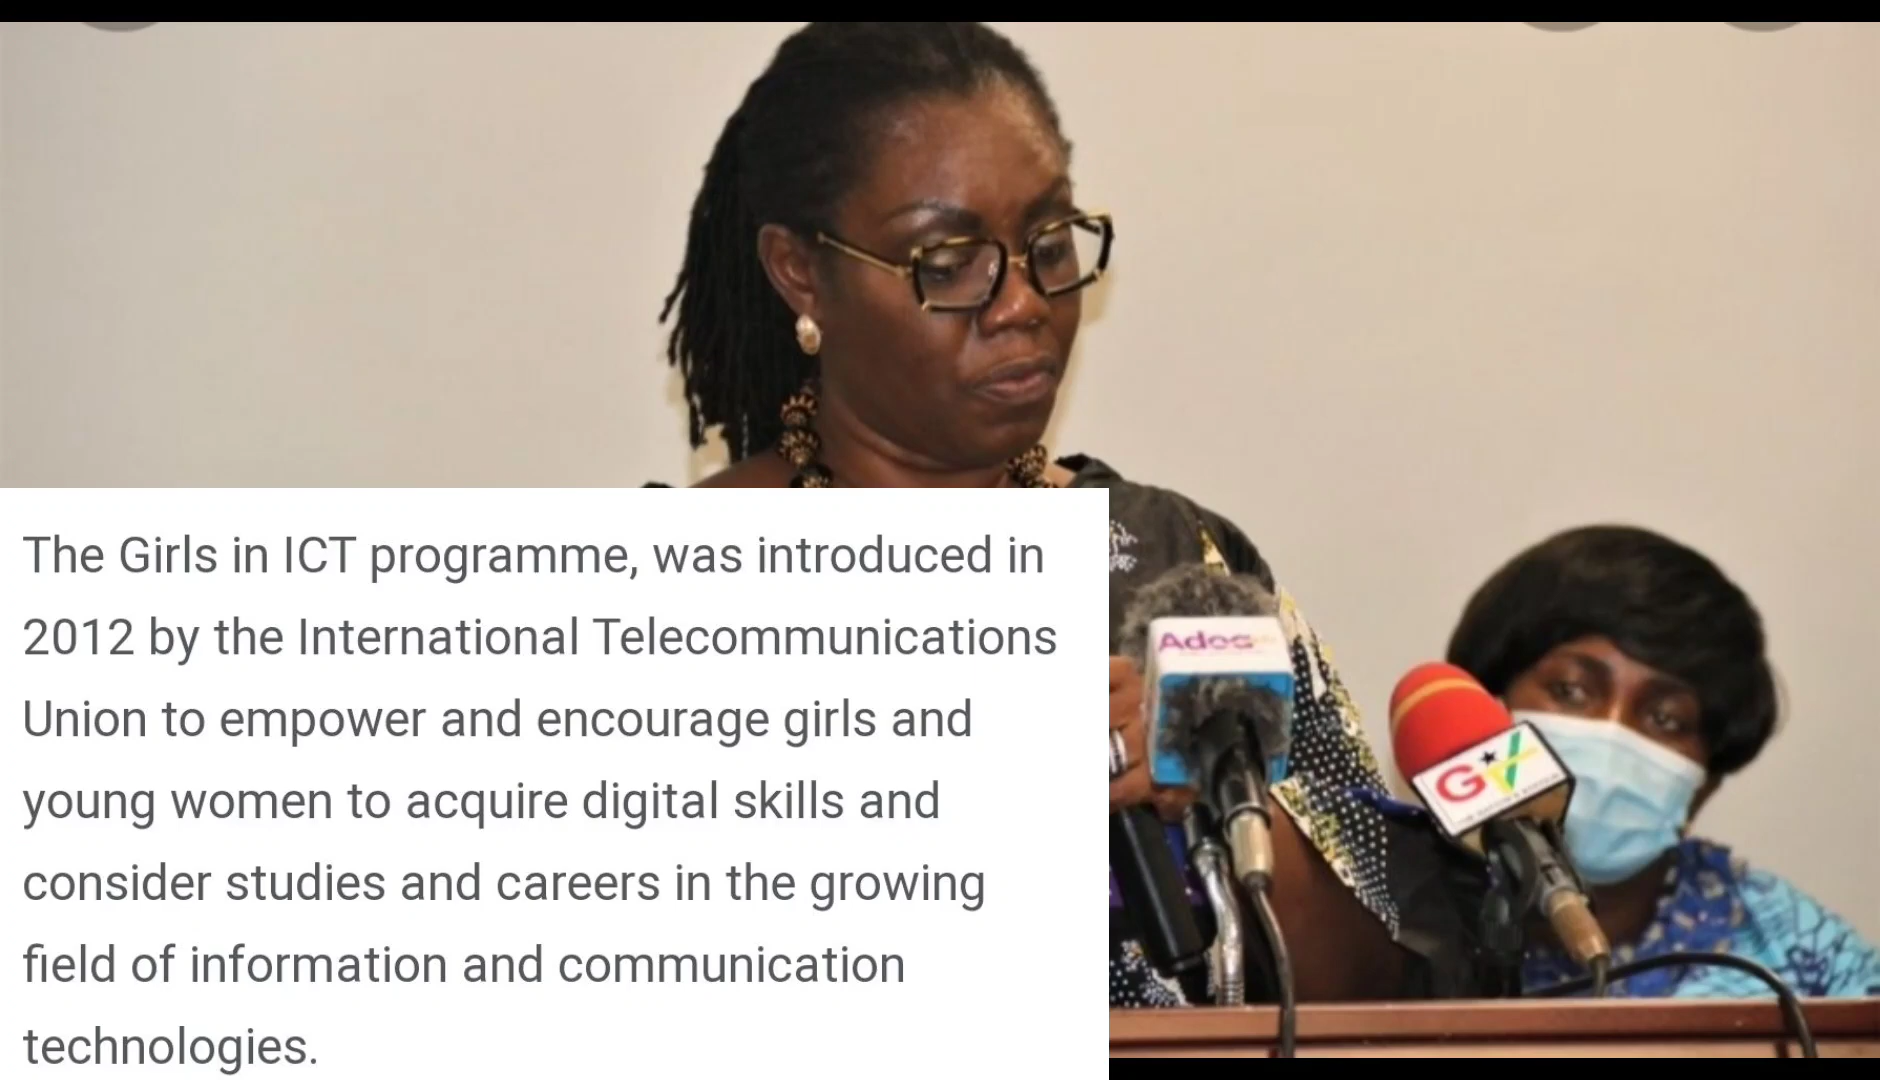 The Girls in ICT programme, was introduced in
2012 by the International Telecommunications
Union to empower and encourage girls and
young women to acquire digital skills and
consider studies and careers in the growing
field of information and communication
technologies.
GTV